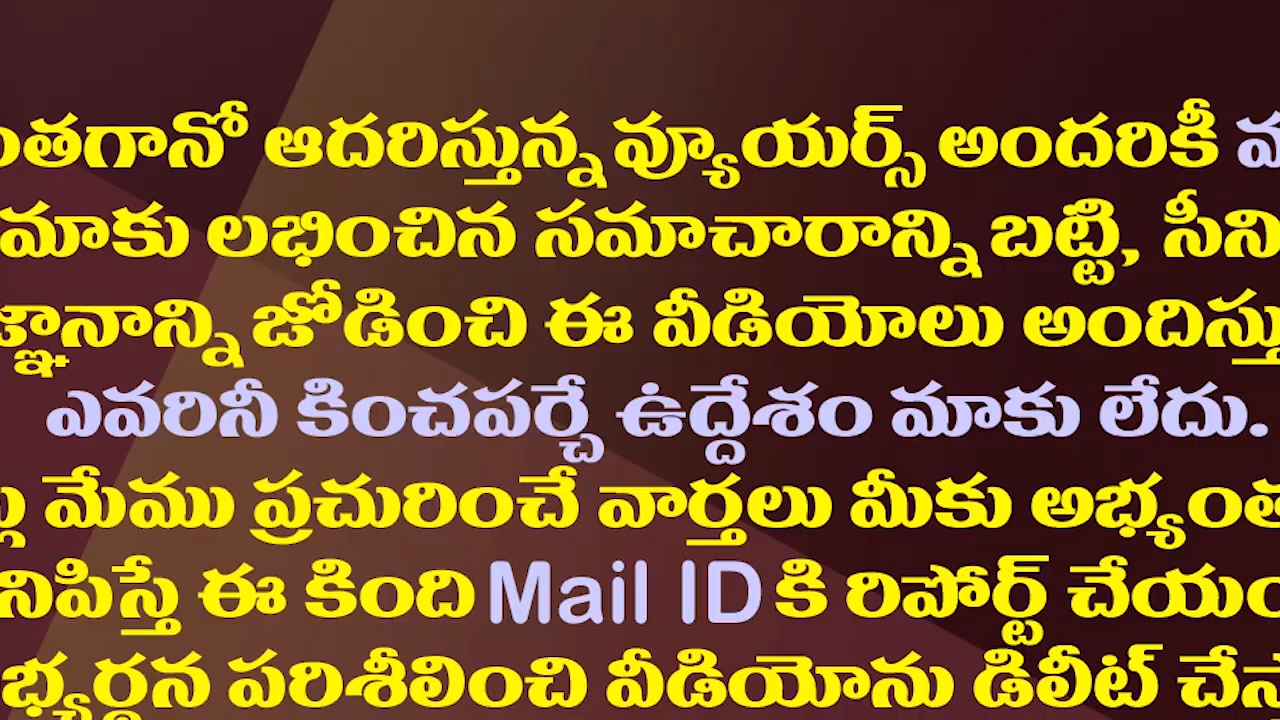 ంతగానో ఆదరిస్తున్న వ్యూయర్స్ అందరికీ
మాకు లభించిన సమాచారాన్ని బట్టి, సీని
జ్ఞానాన్ని జోడించి ఈ వీడియోలు అందిస్తు
ఎవరినీ కించపర్చే ఉద్దేశం మాకు లేదు.
మేము ప్రచురించే వార్తలు మీకు అభ్యంత
నిపిస్తే ఈ కింది Mail ID కి రిపోర్ట్ చేయం
భ్యర్థన పరిశీలించి వీడియోను డిలీట్ చేస